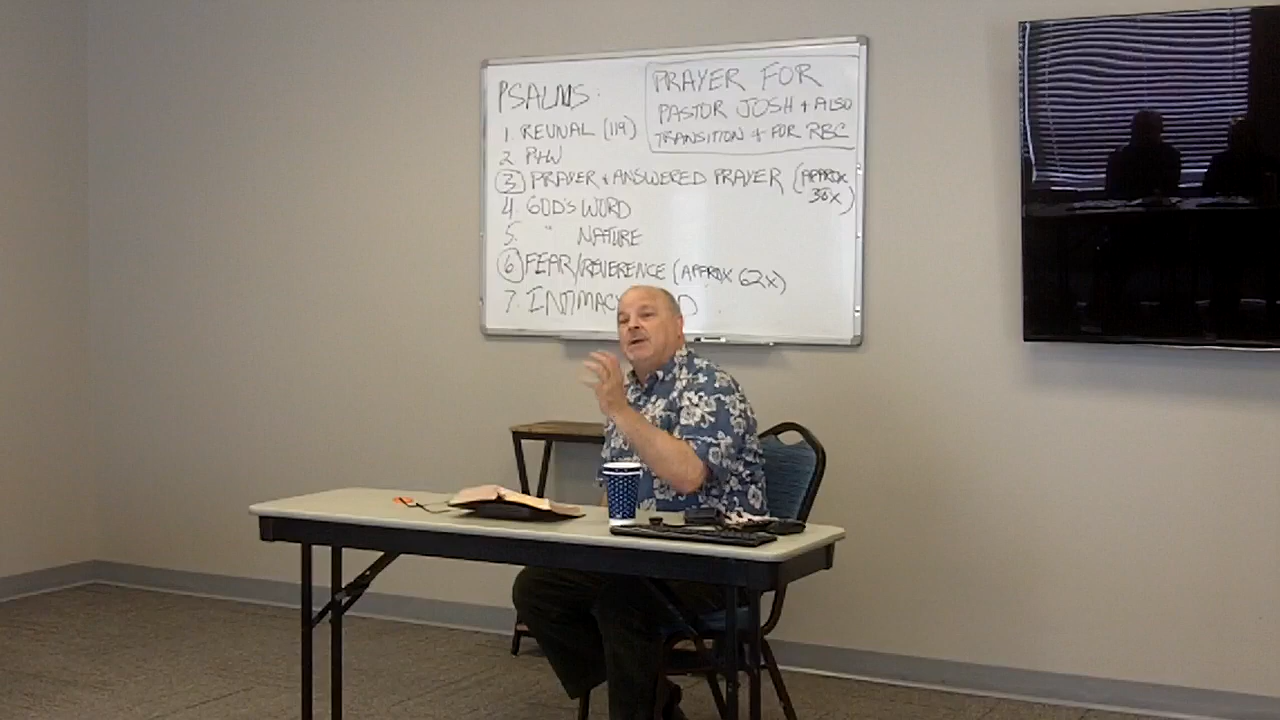 PSALMS:
1. REVIVAL (119)
2. P+W
3 PRAYER + ANSWERED PRAYER (APPROX
36X)
4. GOD'S WORD
5. " NATURE
6 FEAR/REVERENCE (APPROX 62X)
7. INTIMAC D
PRAYER FOR
PASTOR JOSH + ALSO
TRANSITION + FOR RBC